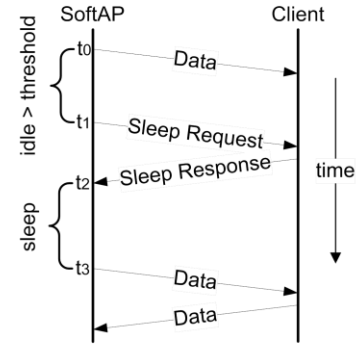 SoftAP
Client
t0
Data
idle > threshold
t1
Sleep Request
Sleep Response
time
t2
sleep
t3
Data
Data